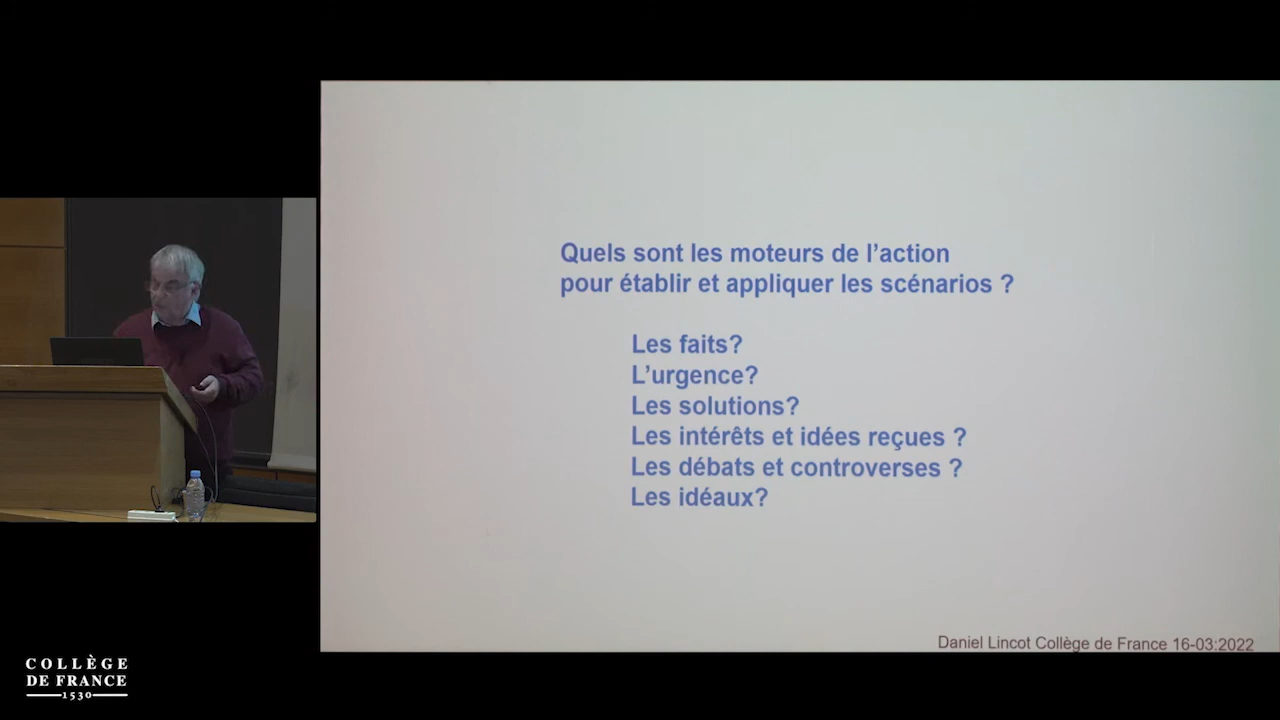 Quels sont les moteurs de l'action
pour établir et appliquer les scénarios ?
Les faits?
L'urgence?
Les solutions?
Les intérêts et idées reçues ?
Les débats et controverses ?
Les idéaux?
Daniel Lincot Collège de France 16-03:2022
COLLÈGE
DE FRANCE
1530